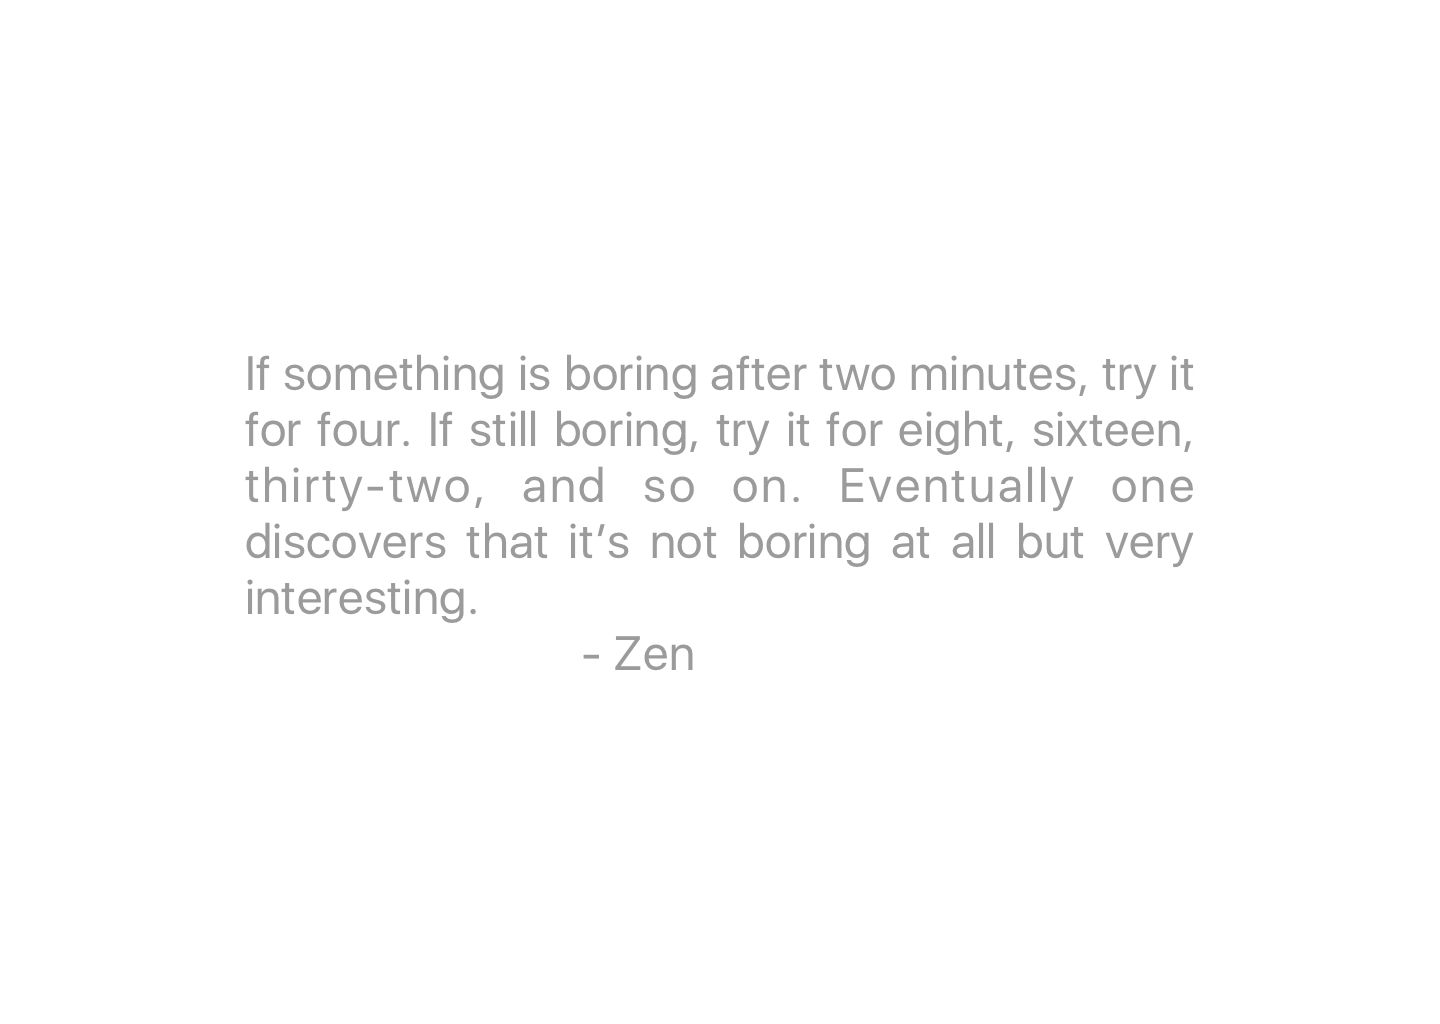 If something is boring after two minutes, try it
for four. If still boring, try it for eight, sixteen,
thirty-two, and so on. Eventually one
discovers that it’s not boring at all but very
interesting.
- Zen